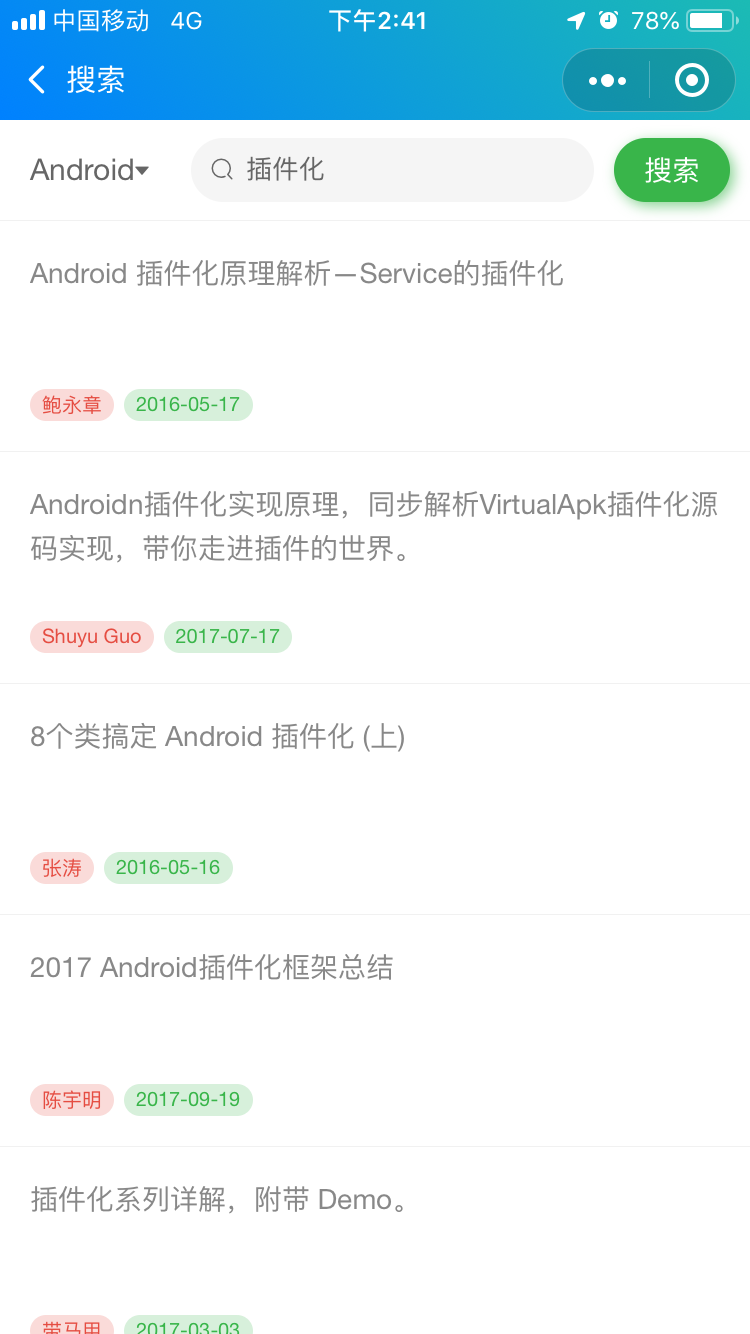 中国移动 4G 下午2:41 78%
搜索
Android 插件化 搜索
Android 插件化原理解析—Service的插件化
鲍永章 2016-05-17
Androidn插件化实现原理，同步解析VirtualApk插件化源
码实现，带你走进插件的世界。
Shuyu Guo 2017-07-17
8个类搞定 Android 插件化 (上)
张涛 2016-05-16
2017 Android插件化框架总结
陈宇明 2017-09-19
插件化系列详解，附带 Demo。
带马甲 2017-03-03